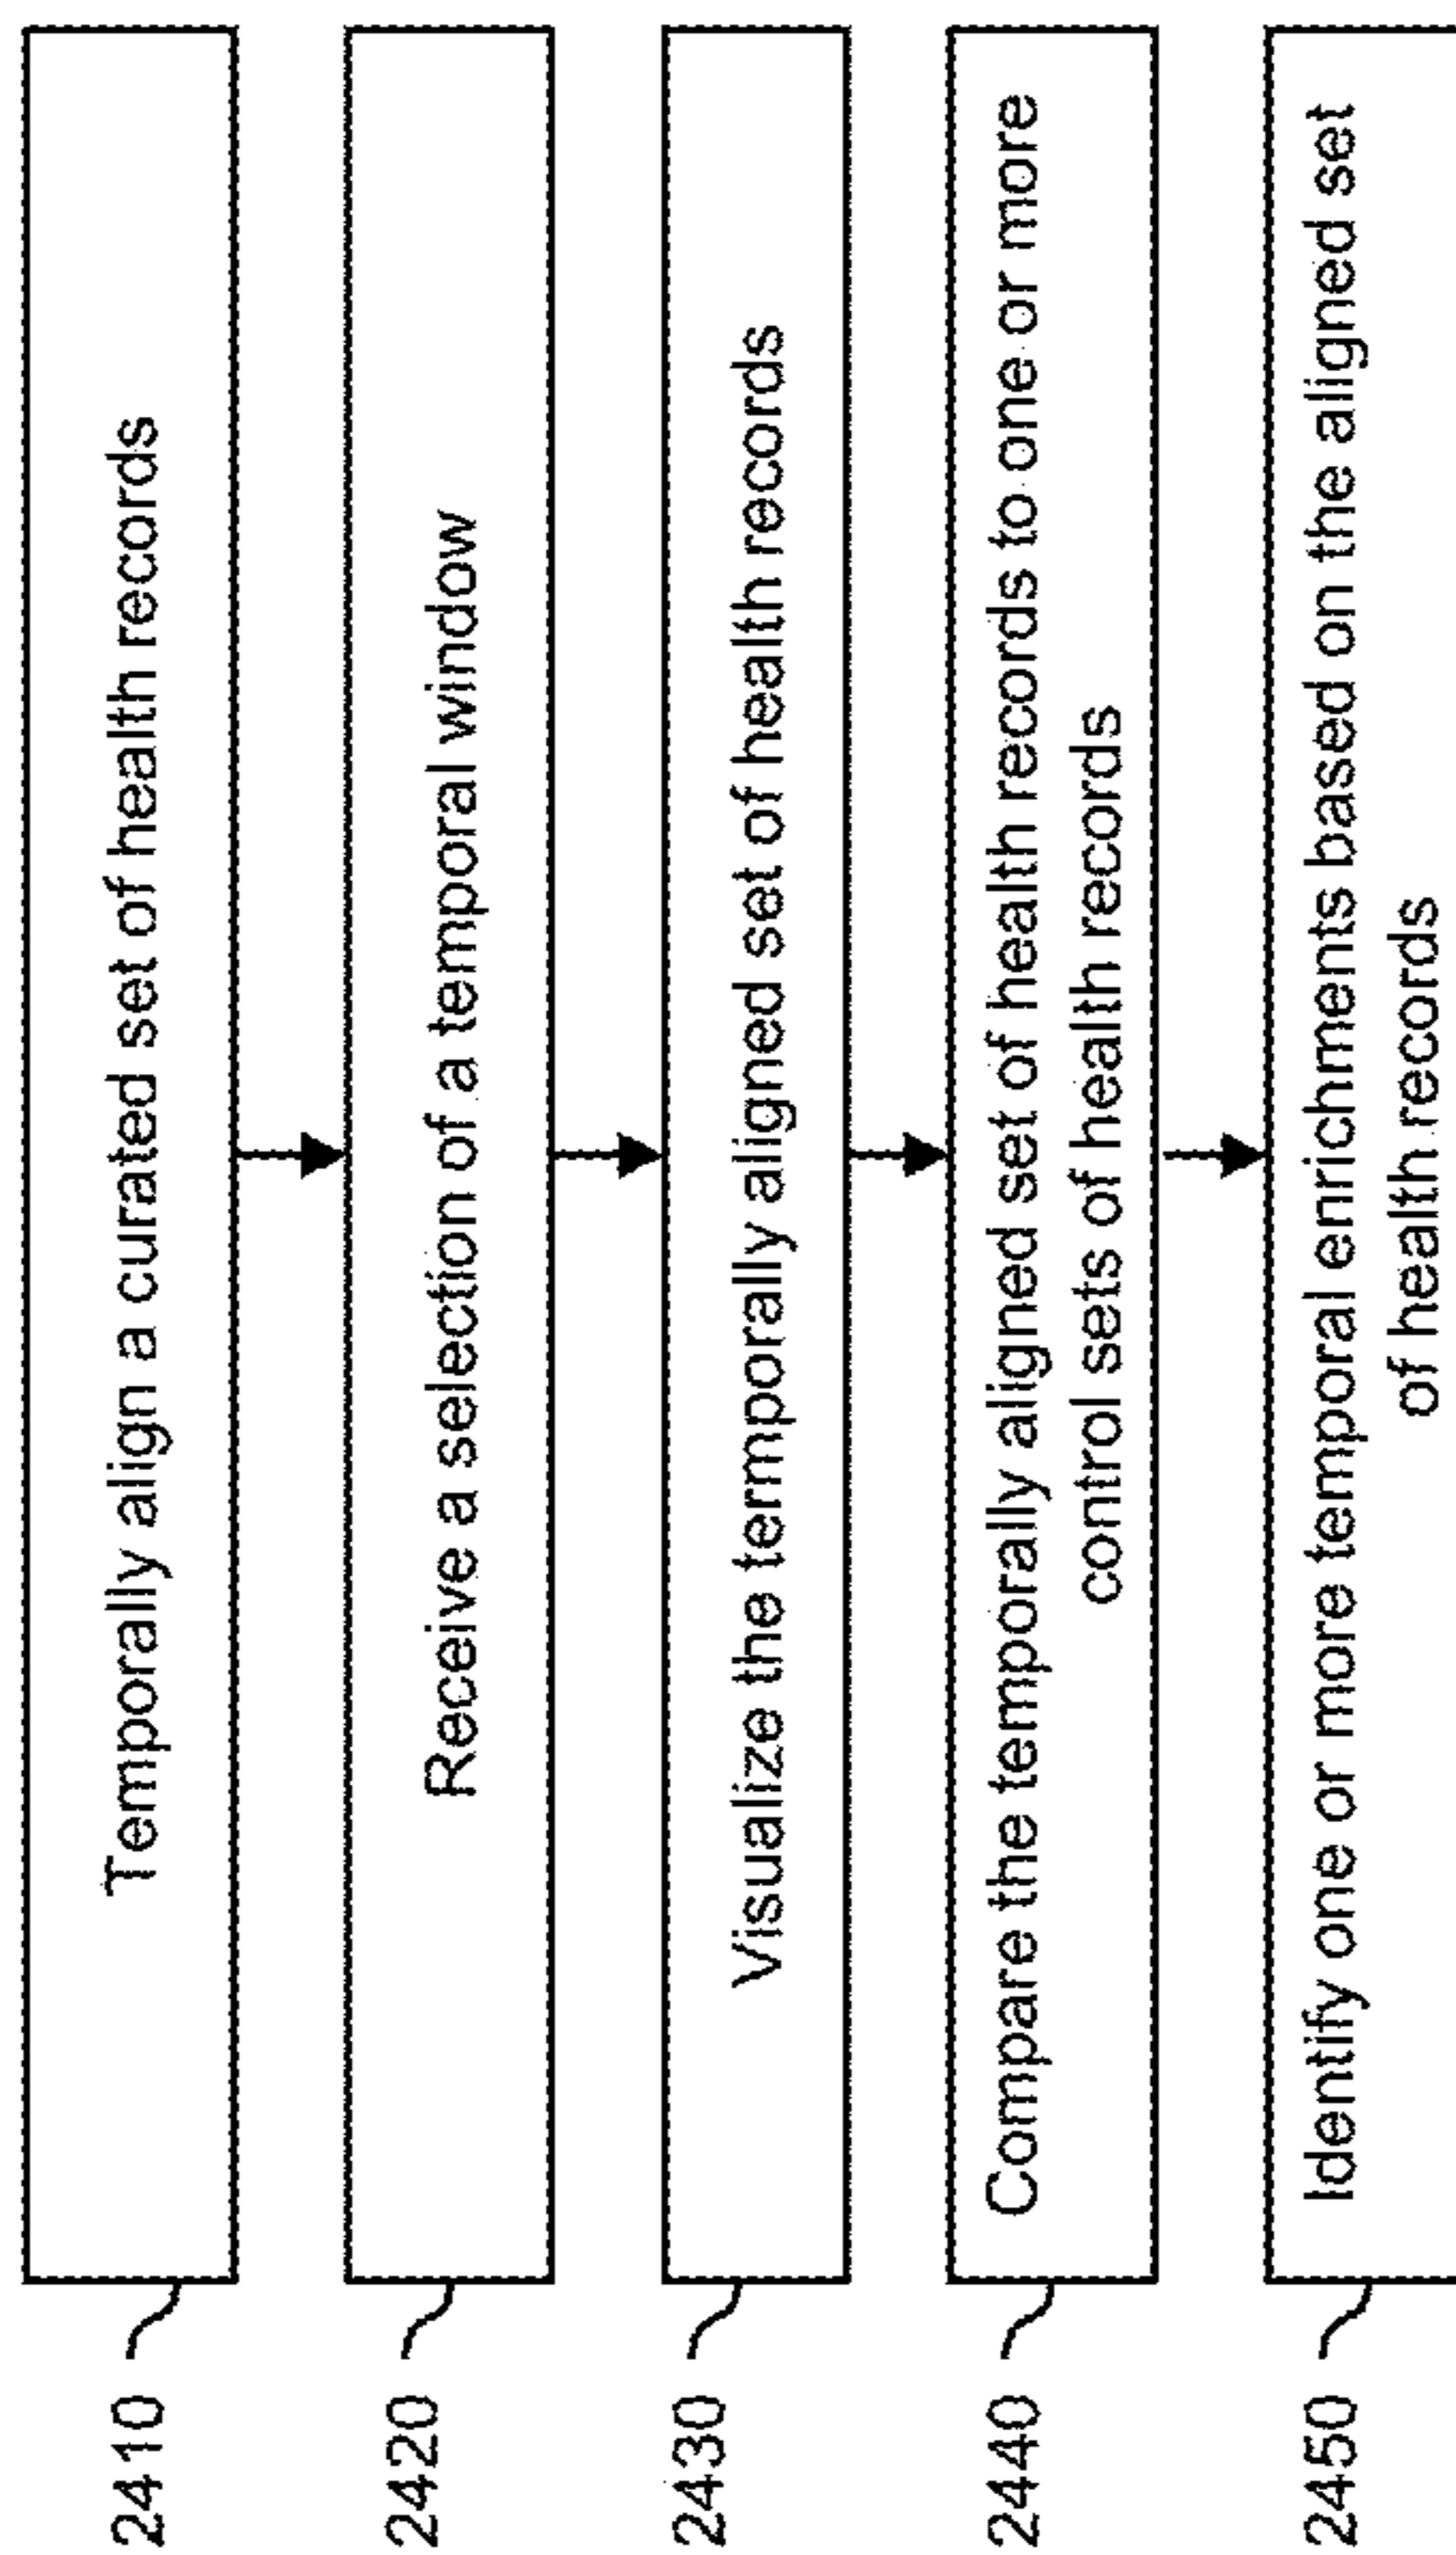 2410
Temporally align a curated set of health records
2420
Receive a selection of a temporal window
2430
Visualize the termporally aligned set of health records
2440
Compare the temporally aligned set of health records to one or more
control sets of health records
2450
Identify one or more temporal enrichments based on the aligned set
of health records